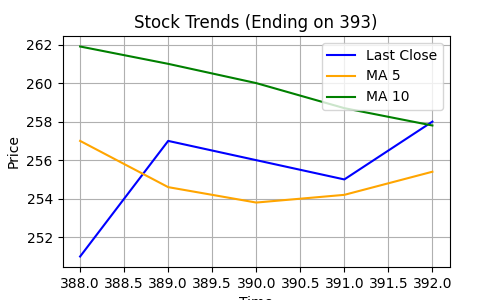 Stock Trends (Ending on 393)
Last Close
MA 5
MA 10
Price
262
260
258
256
254
252
388.0 388.5 389.0 389.5 390.0 390.5 391.0 391.5 392.0
Time